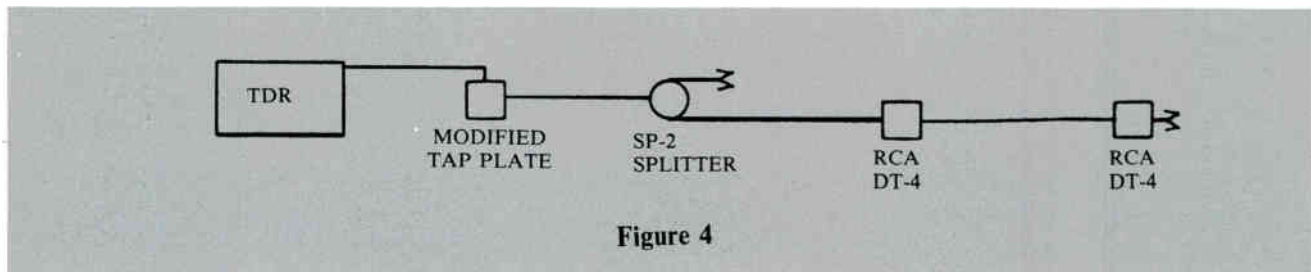 TDR
MODIFIED
TAP PLATE
SP-2
SPLITTER
RCA
DT-4
RCA
DT-4
Figure 4